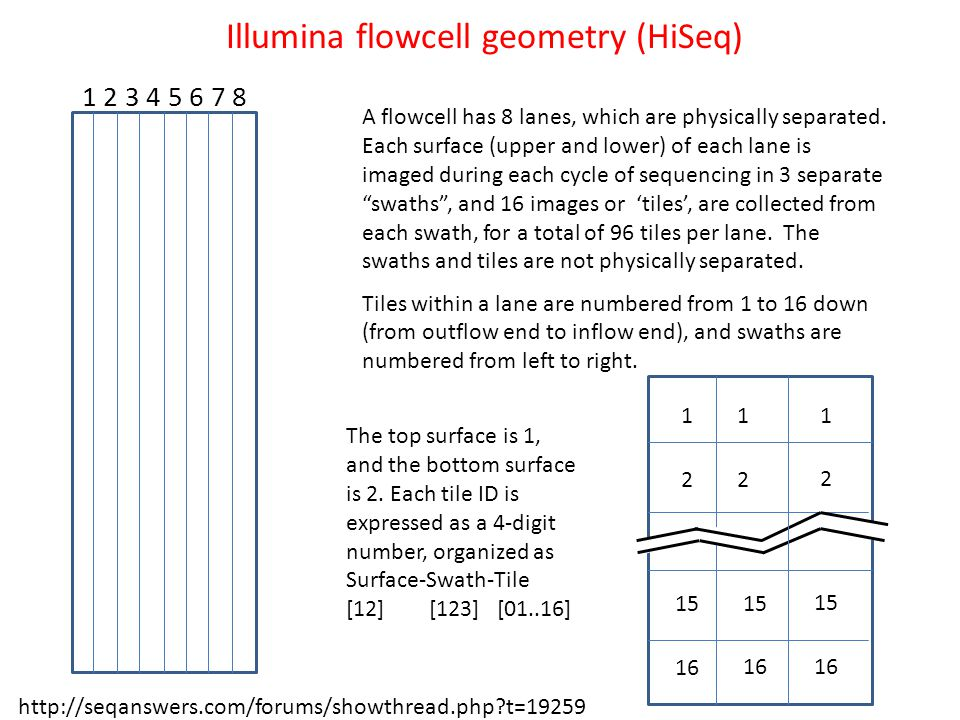 Illumina flowcell geometry (HiSeq)
1 2 3 4 5 6 7 8
A flowcell has 8 lanes, which are physically separated.
Each surface (upper and lower) of each lane is
imaged during each cycle of sequencing in 3 separate
“swaths”, and 16 images or ‘tiles’, are collected from
each swath, for a total of 96 tiles per lane. The
swaths and tiles are not physically separated.
Tiles within a lane are numbered from 1 to 16 down
(from outflow end to inflow end), and swaths are
numbered from left to right.
The top surface is 1,
and the bottom surface
is 2. Each tile ID is
expressed as a 4-digit
number, organized as
Surface-Swath-Tile
[12] [123] [01..16]
1 1 1
2 2 2
15 15 15
16 16 16
http://seqanswers.com/forums/showthread.php?t=19259